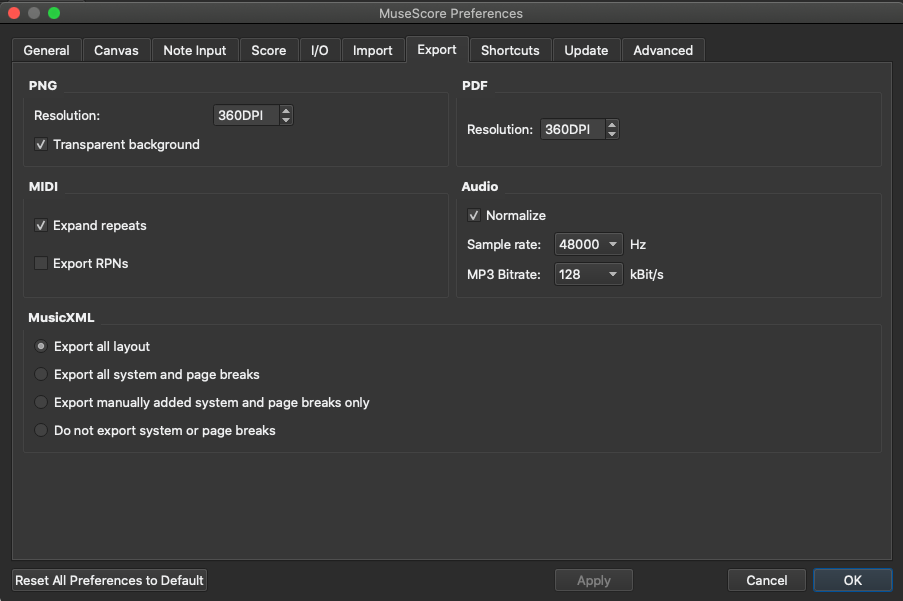 MuseScore Preferences
General Canvas Note Input Score I/O Import Export Shortcuts Update Advanced
PNG
Resolution: 360DPI
Transparent background
PDF
Resolution: 360DPI
MIDI
Expand repeats
Export RPNs
Audio
Normalize
Sample rate: 48000 Hz
MP3 Bitrate: 128 kBit/s
MusicXML
Export all layout
Export all system and page breaks
Export manually added system and page breaks only
Do not export system or page breaks
Reset All Preferences to Default Apply Cancel OK